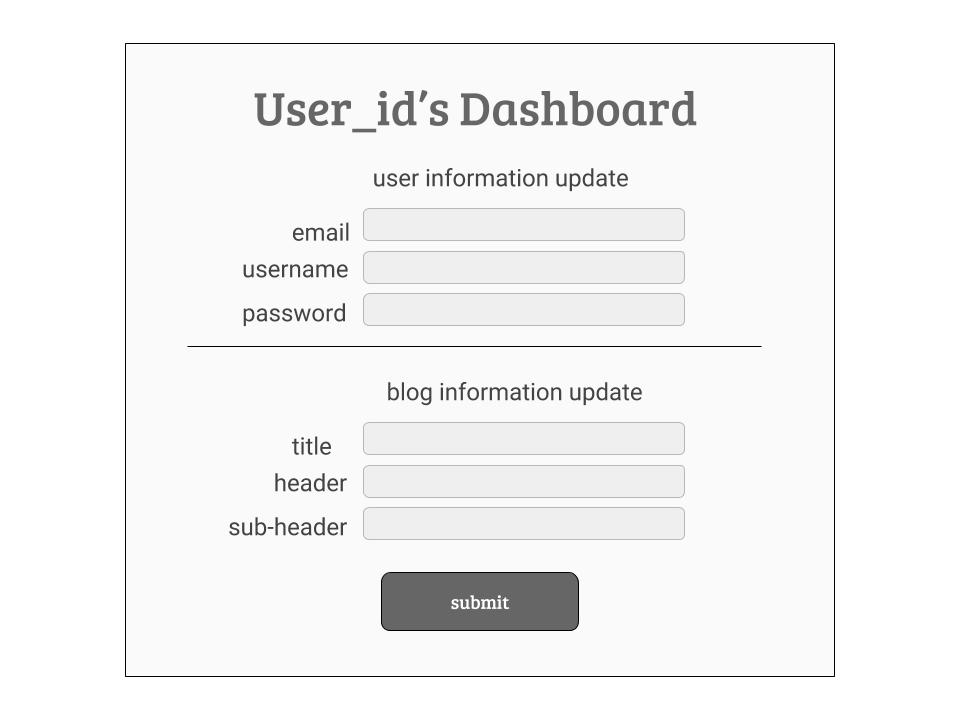 User_id’s Dashboard
user information update
email
username
password
blog information update
title
header
sub-header
submit